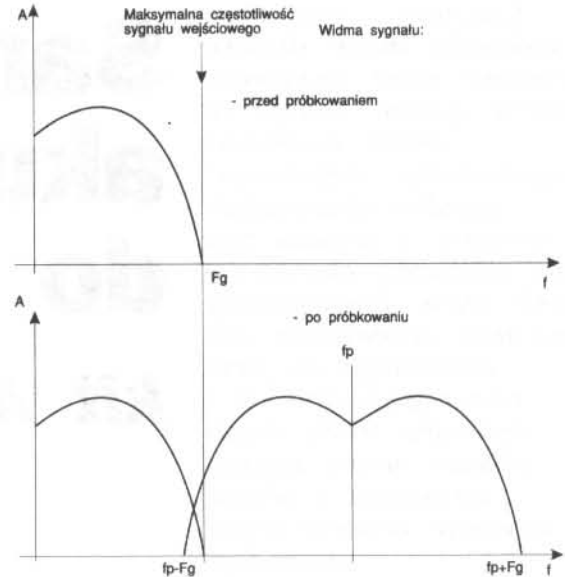 A
Maksymalna częstotliwość
sygnału wejściowego
Widma sygnału:
- przed próbkowaniem
Fg
f
A
- po próbkowaniu
fp
fp-Fg
fp+Fg
f